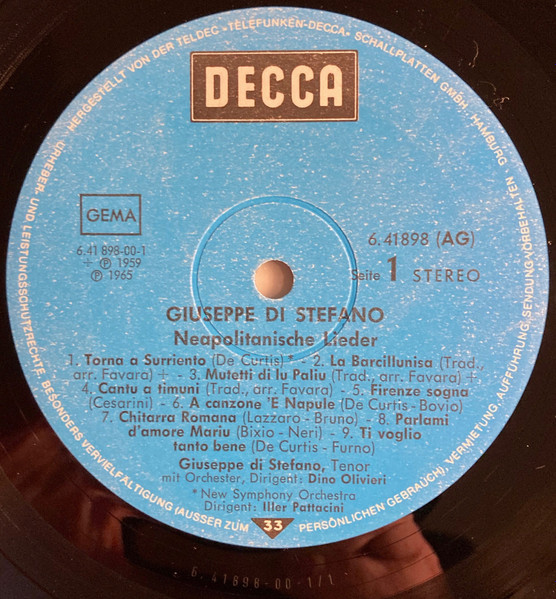 HERGESTELLT VON DER TELDEC •TELEFUNKEN-DECCA• SCHALLPLATTEN GMBH, HAMBURG
DECCA
GEMA
6.41 898-00-1
+ Ⓟ 1959
Ⓟ 1965
6.41898 (AG)
Seite 1 STEREO
GIUSEPPE DI STEFANO
Neapolitanische Lieder
1. Torna a Surriento (De Curtis) * - 2. La Barcillunisa (Trad.,
arr. Favara) + - 3. Mutetti di lu Paliu (Trad., arr. Favara) +
4. Cantu a timuni (Trad., arr. Favara) - 5. Firenze sogna
(Cesarini) - 6. A canzone 'E Napule (De Curtis - Bovio)
7. Chitarra Romana (Lazzaro - Bruno) - 8. Parlami
d'amore Mariu (Bixio - Neri) - 9. Ti voglio
tanto bene (De Curtis - Furno)
Giuseppe di Stefano, Tenor
mit Orchester, Dirigent: Dino Olivieri
* New Symphony Orchestra
Dirigent: Iller Pattacini
URHEBER- UND LEISTUNGSSCHUTZRECHTE, BESONDERS VERVIELFÄLTIGUNG (AUSSER ZUM 33 PERSÖNLICHEN GEBRAUCH), VERMIETUNG, AUFFÜHRUNG, SENDUNG VORBEHALTEN
6.41898-00-1/1